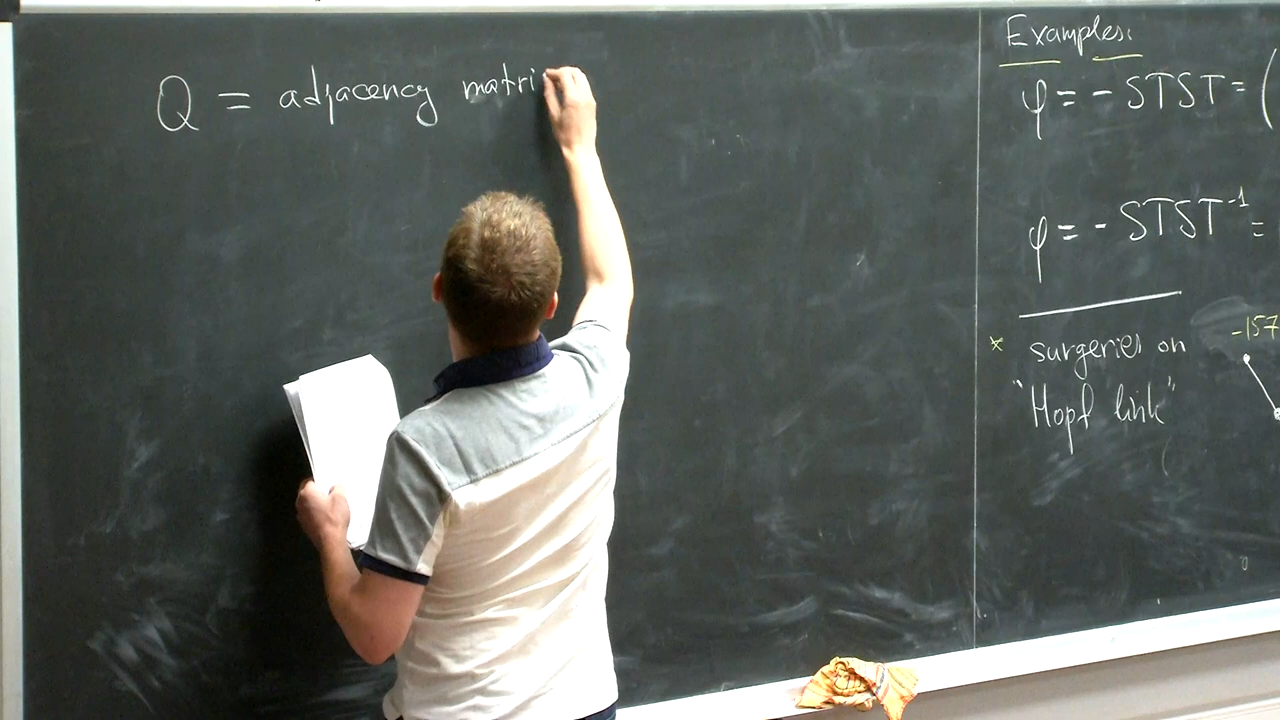 Q = adjacency matri
Examples:
φ = - STST = (
φ = - STST⁻¹ =
* surgeries on
"Hopf link"
-157